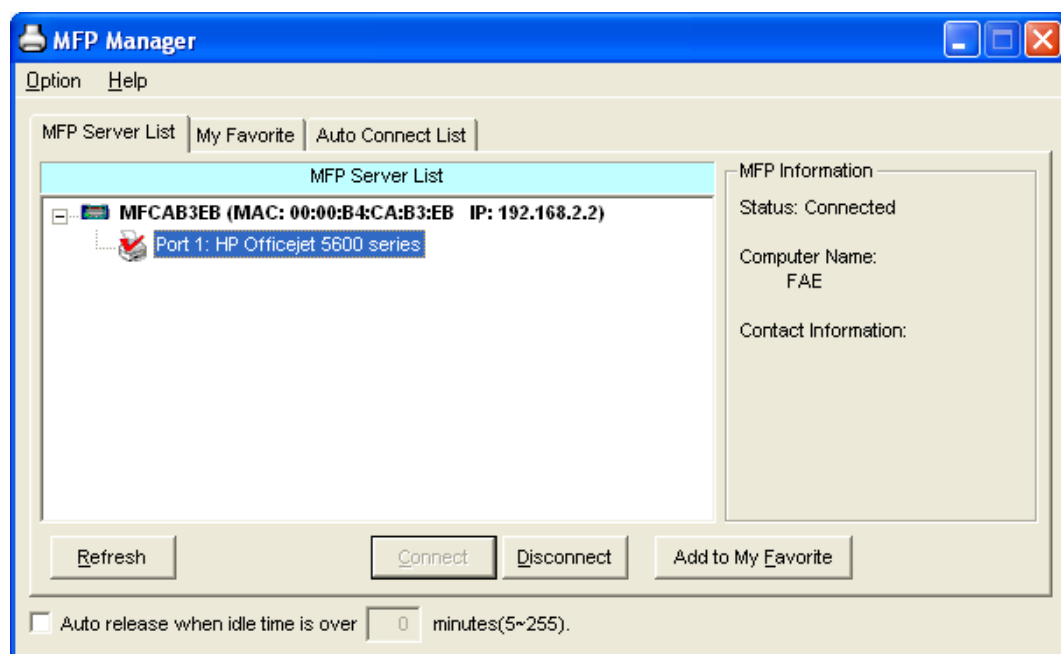 MFP Manager
Option Help
MFP Server List My Favorite Auto Connect List
MFP Server List
MFCAB3EB (MAC: 00:00:B4:CA:B3:EB IP: 192.168.2.2)
Port 1: HP Officejet 5600 series
MFP Information
Status: Connected
Computer Name:
FAE
Contact Information:
Refresh Connect Disconnect Add to My Favorite
Auto release when idle time is over 0 minutes(5~255).